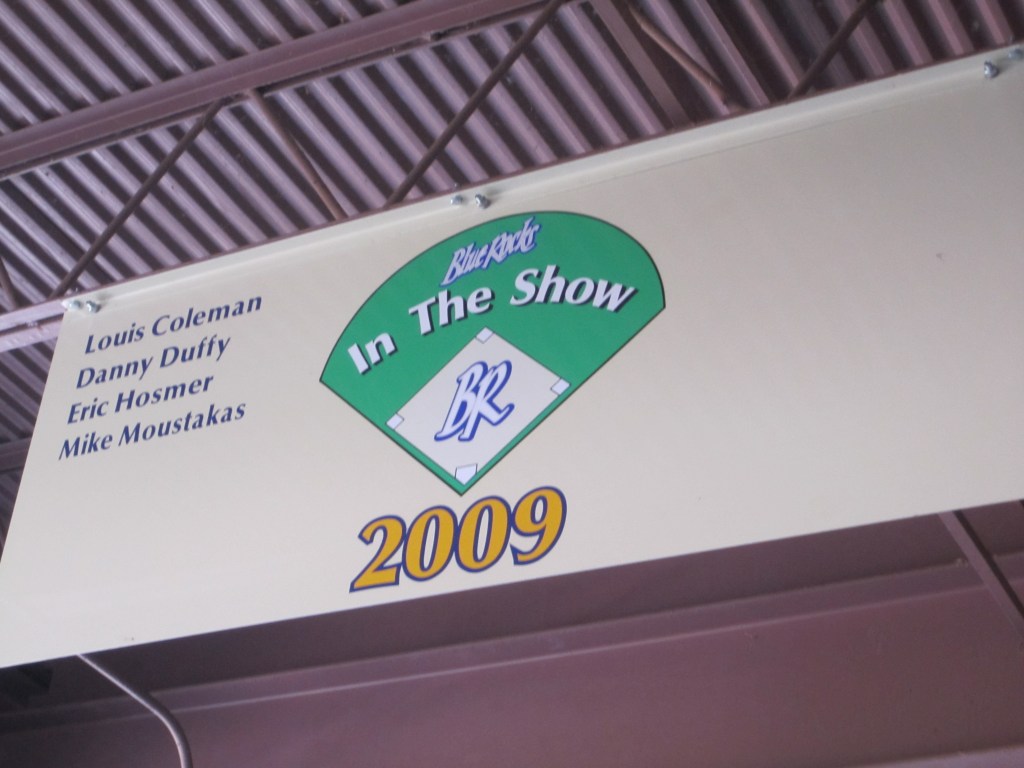 Louis Coleman
Danny Duffy
Eric Hosmer
Mike Moustakas
Blue Rocks
In The Show
BR
2009